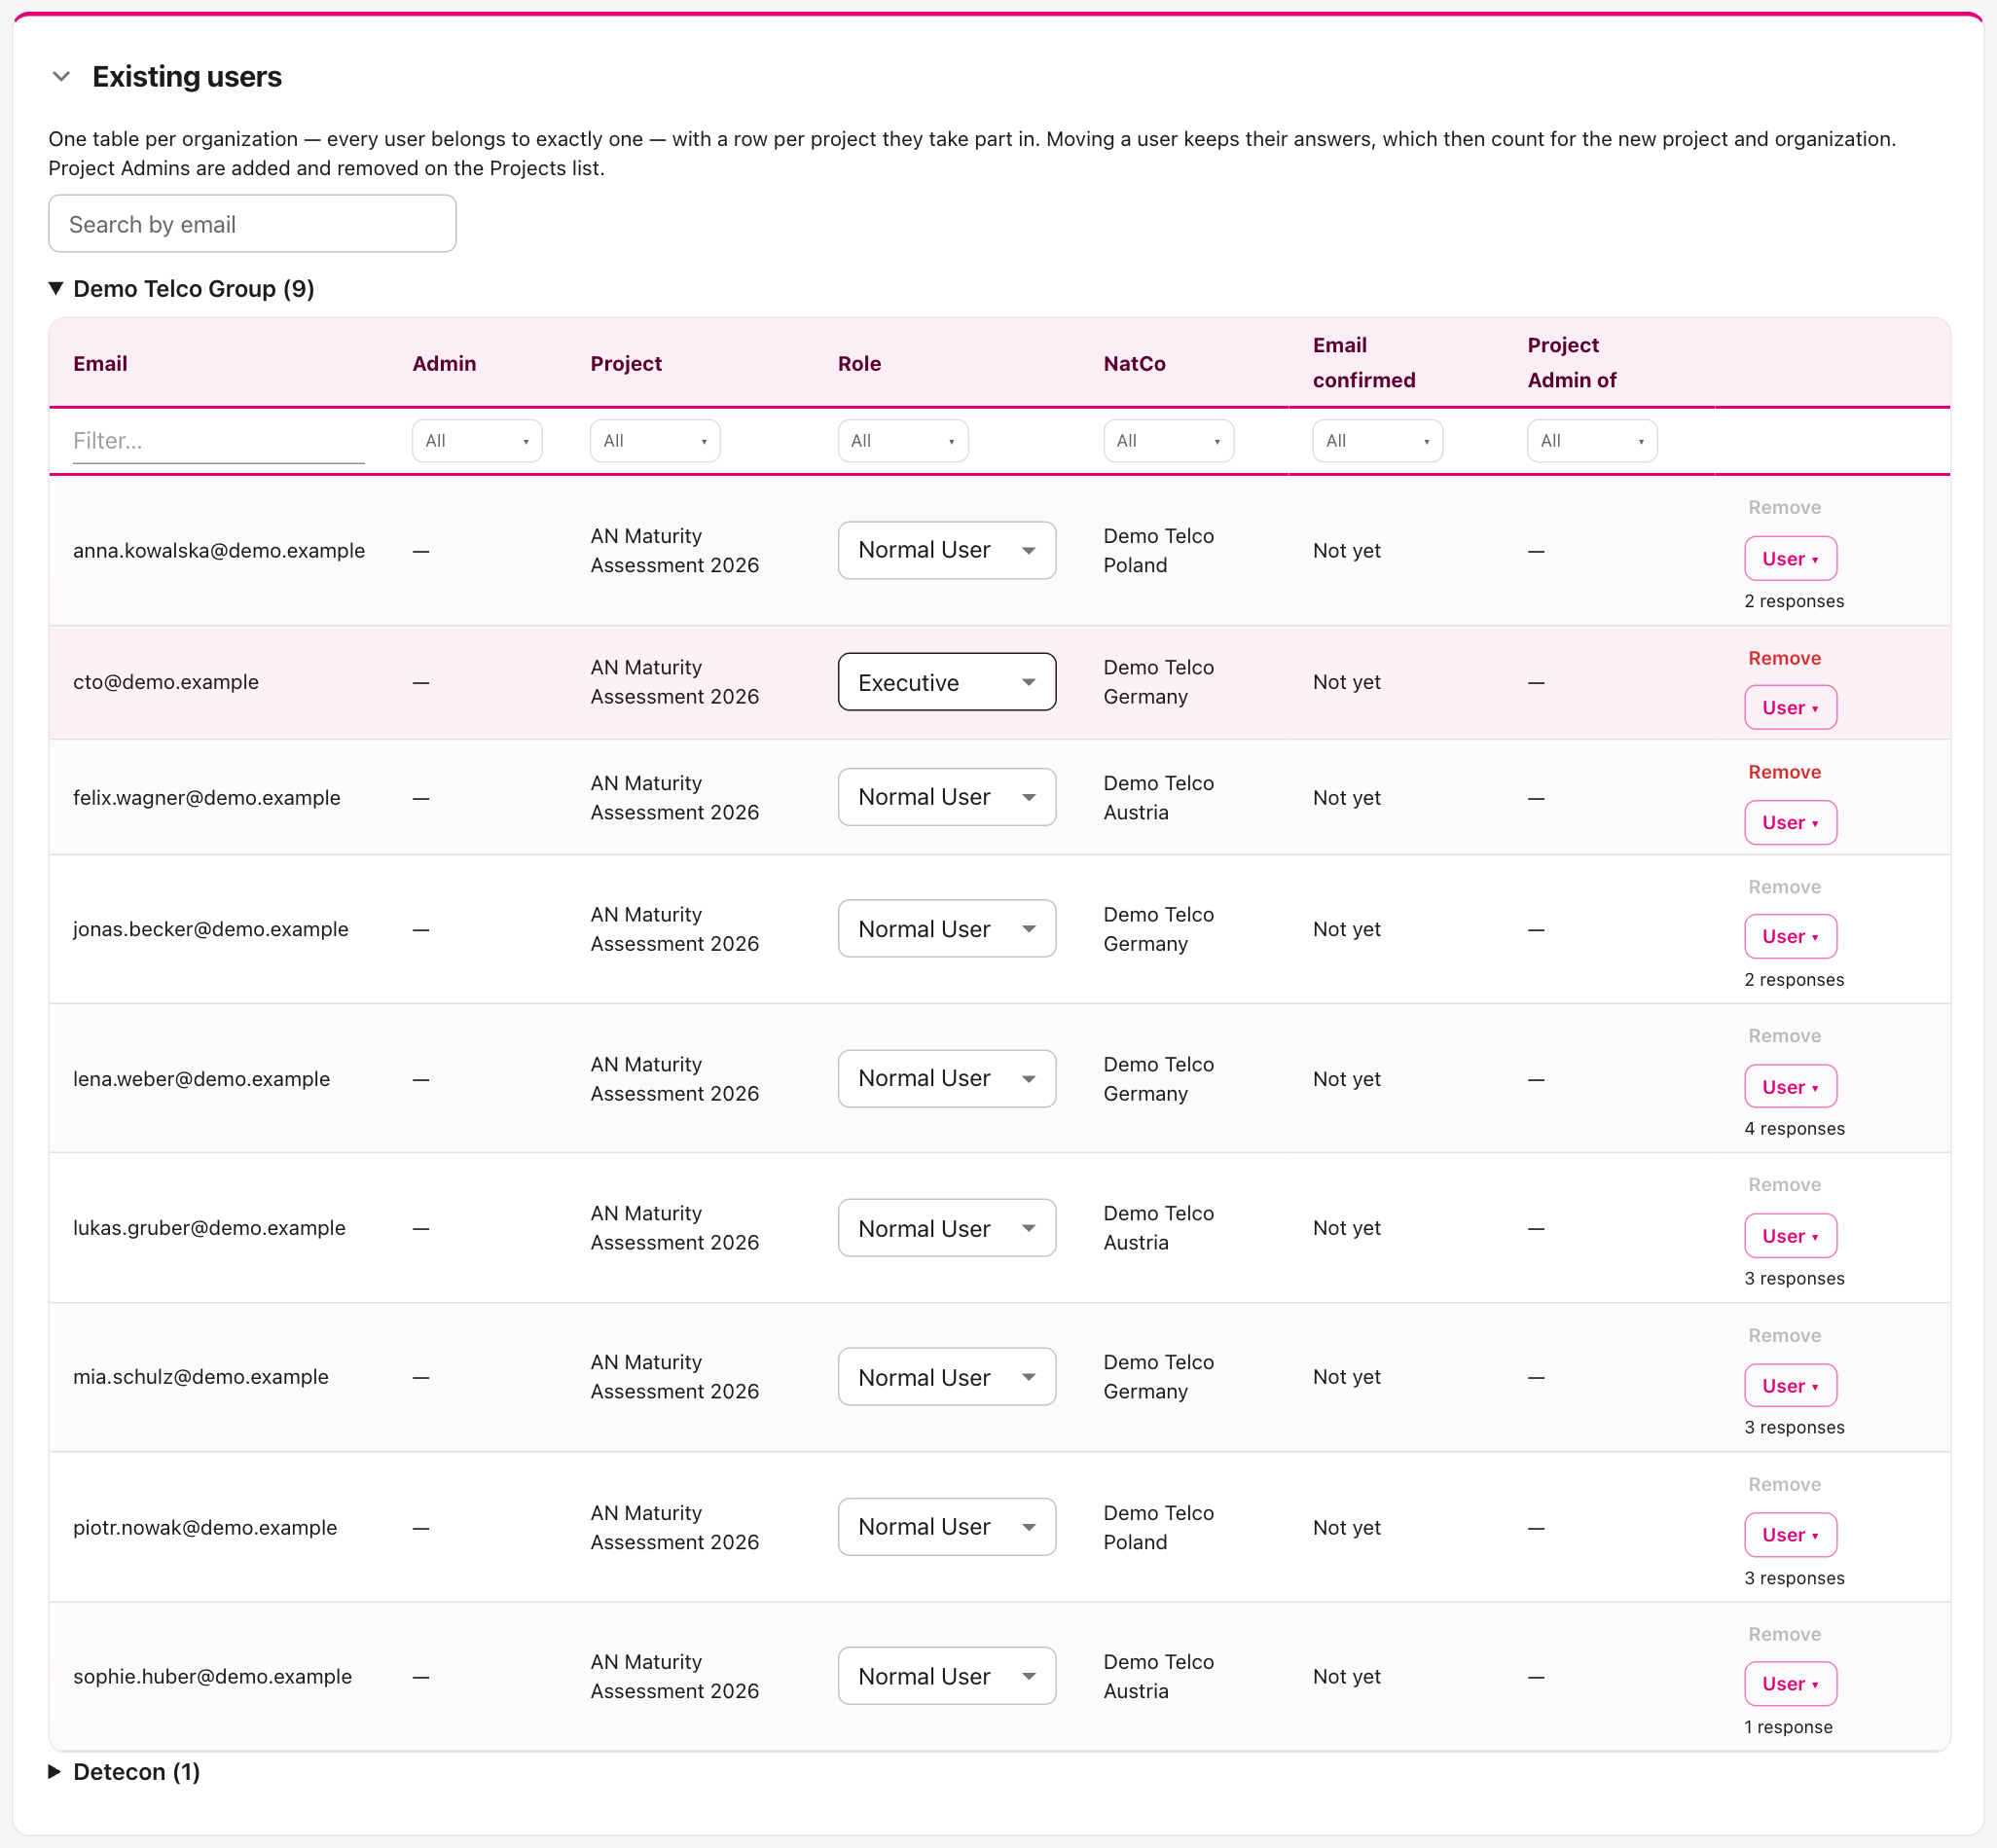 Existing users
One table per organization — every user belongs to exactly one — with a row per project they take part in. Moving a user keeps their answers, which then count for the new project and organization.
Project Admins are added and removed on the Projects list.
Search by email
Demo Telco Group (9)
Email Admin Project Role NatCo Email confirmed Project Admin of
Filter... All All All All All All
anna.kowalska@demo.example — AN Maturity Assessment 2026 Normal User Demo Telco Poland Not yet — Remove
User
2 responses
cto@demo.example — AN Maturity Assessment 2026 Executive Demo Telco Germany Not yet — Remove
User
felix.wagner@demo.example — AN Maturity Assessment 2026 Normal User Demo Telco Austria Not yet — Remove
User
jonas.becker@demo.example — AN Maturity Assessment 2026 Normal User Demo Telco Germany Not yet — Remove
User
2 responses
lena.weber@demo.example — AN Maturity Assessment 2026 Normal User Demo Telco Germany Not yet — Remove
User
4 responses
lukas.gruber@demo.example — AN Maturity Assessment 2026 Normal User Demo Telco Austria Not yet — Remove
User
3 responses
mia.schulz@demo.example — AN Maturity Assessment 2026 Normal User Demo Telco Germany Not yet — Remove
User
3 responses
piotr.nowak@demo.example — AN Maturity Assessment 2026 Normal User Demo Telco Poland Not yet — Remove
User
3 responses
sophie.huber@demo.example — AN Maturity Assessment 2026 Normal User Demo Telco Austria Not yet — Remove
User
1 response
Detecon (1)